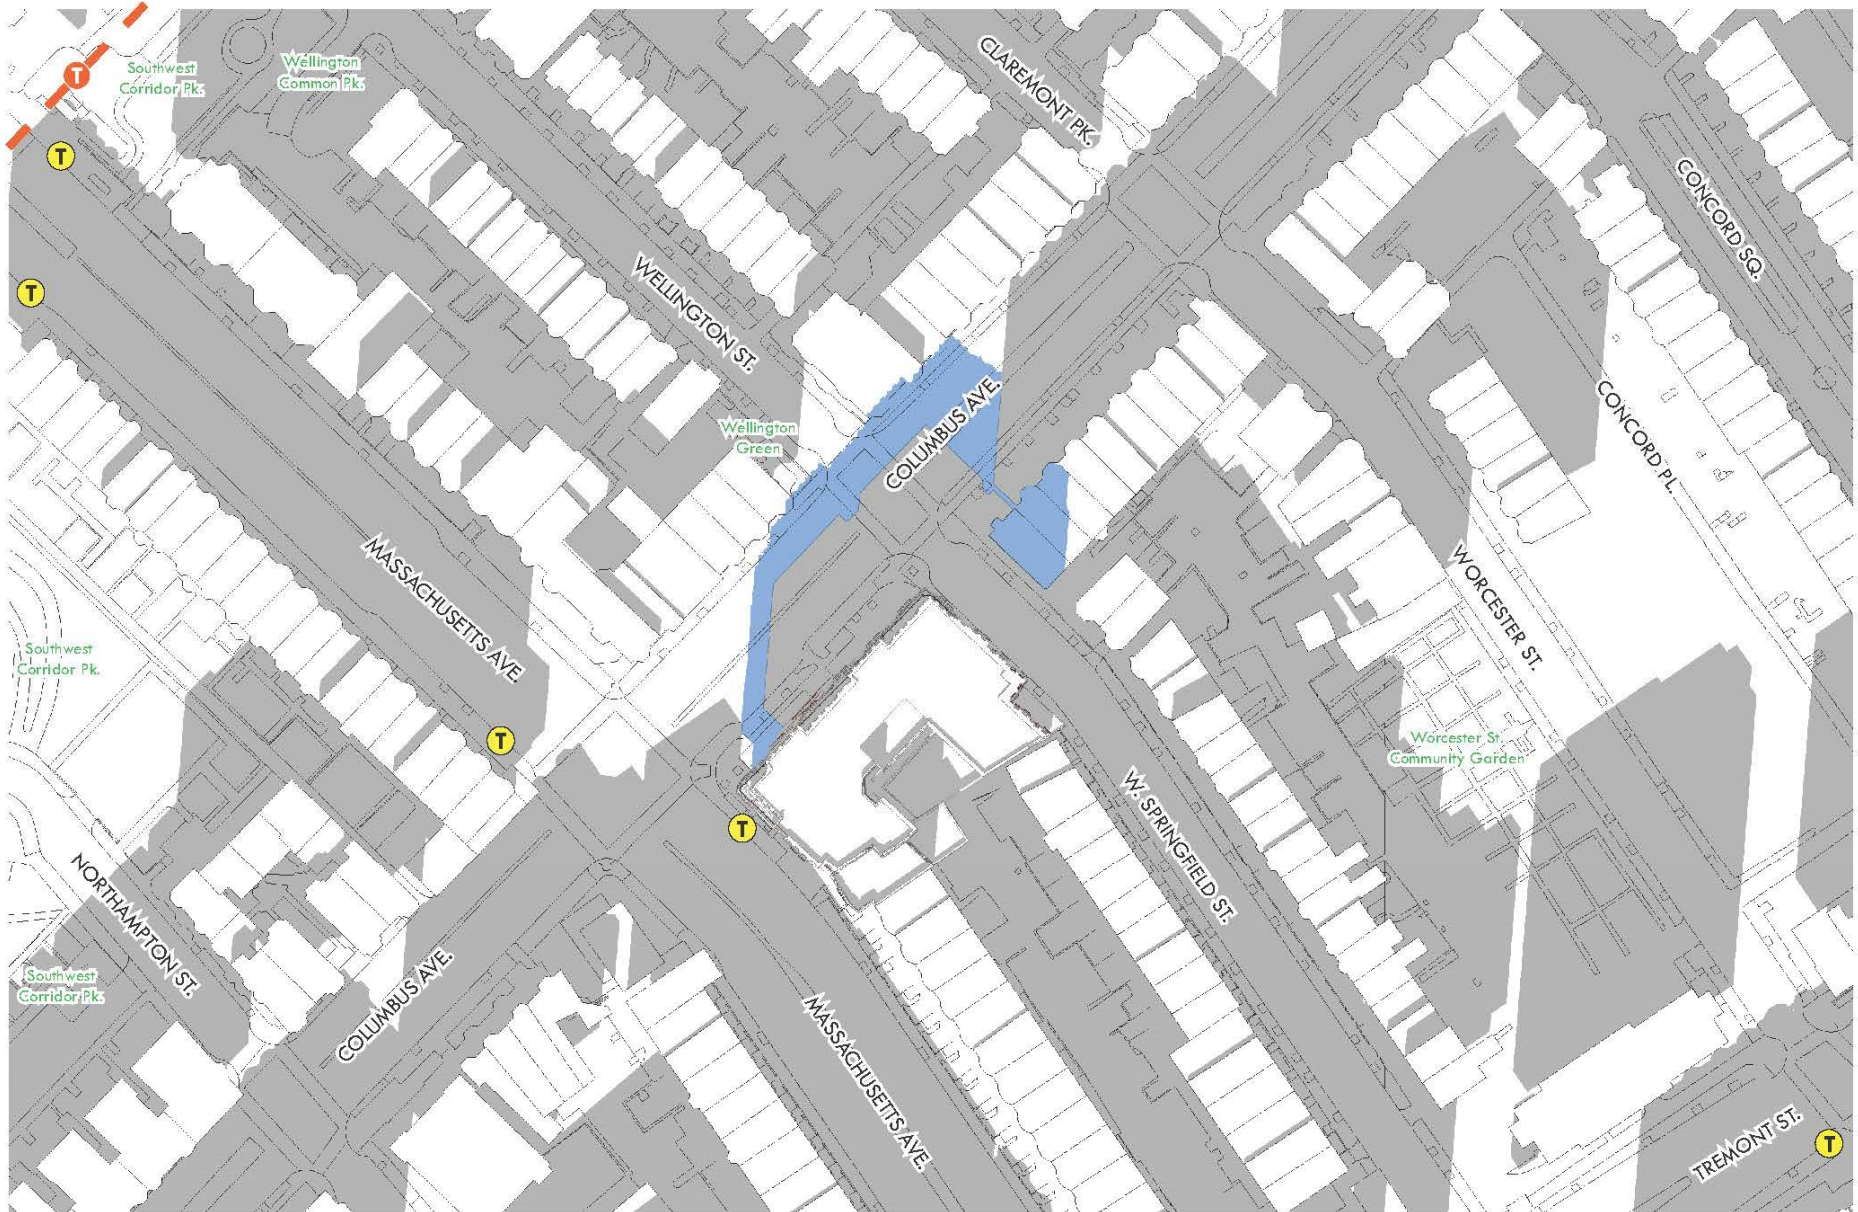 T
Southwest
Corridor Pk.
Wellington
Common Pk.
CLAREMONT PK.
T
CONCORD SQ.
T
WELLINGTON ST.
COLUMBUS AVE.
CONCORD PL.
Wellington
Green
MASSACHUSETTS AVE.
WORCESTER ST.
Southwest
Corridor Pk.
T
Worcester St.
Community Garden
T
W. SPRINGFIELD ST.
NORTHAMPTON ST.
Southwest
Corridor Pk.
COLUMBUS AVE.
MASSACHUSETTS AVE.
TREMONT ST.
T